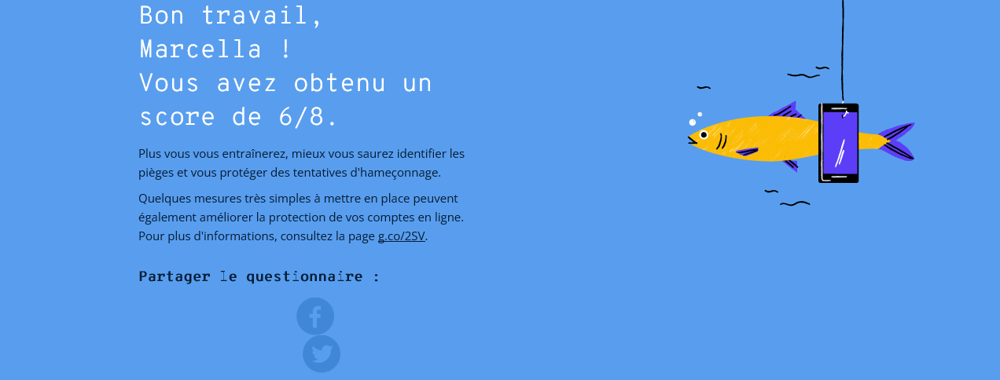 Bon travail,
Marcella !
Vous avez obtenu un
score de 6/8.
Plus vous vous entraînerez, mieux vous saurez identifier les
pièges et vous protéger des tentatives d'hameçonnage.
Quelques mesures très simples à mettre en place peuvent
également améliorer la protection de vos comptes en ligne.
Pour plus d'informations, consultez la page g.co/2SV.
Partager le questionnaire :